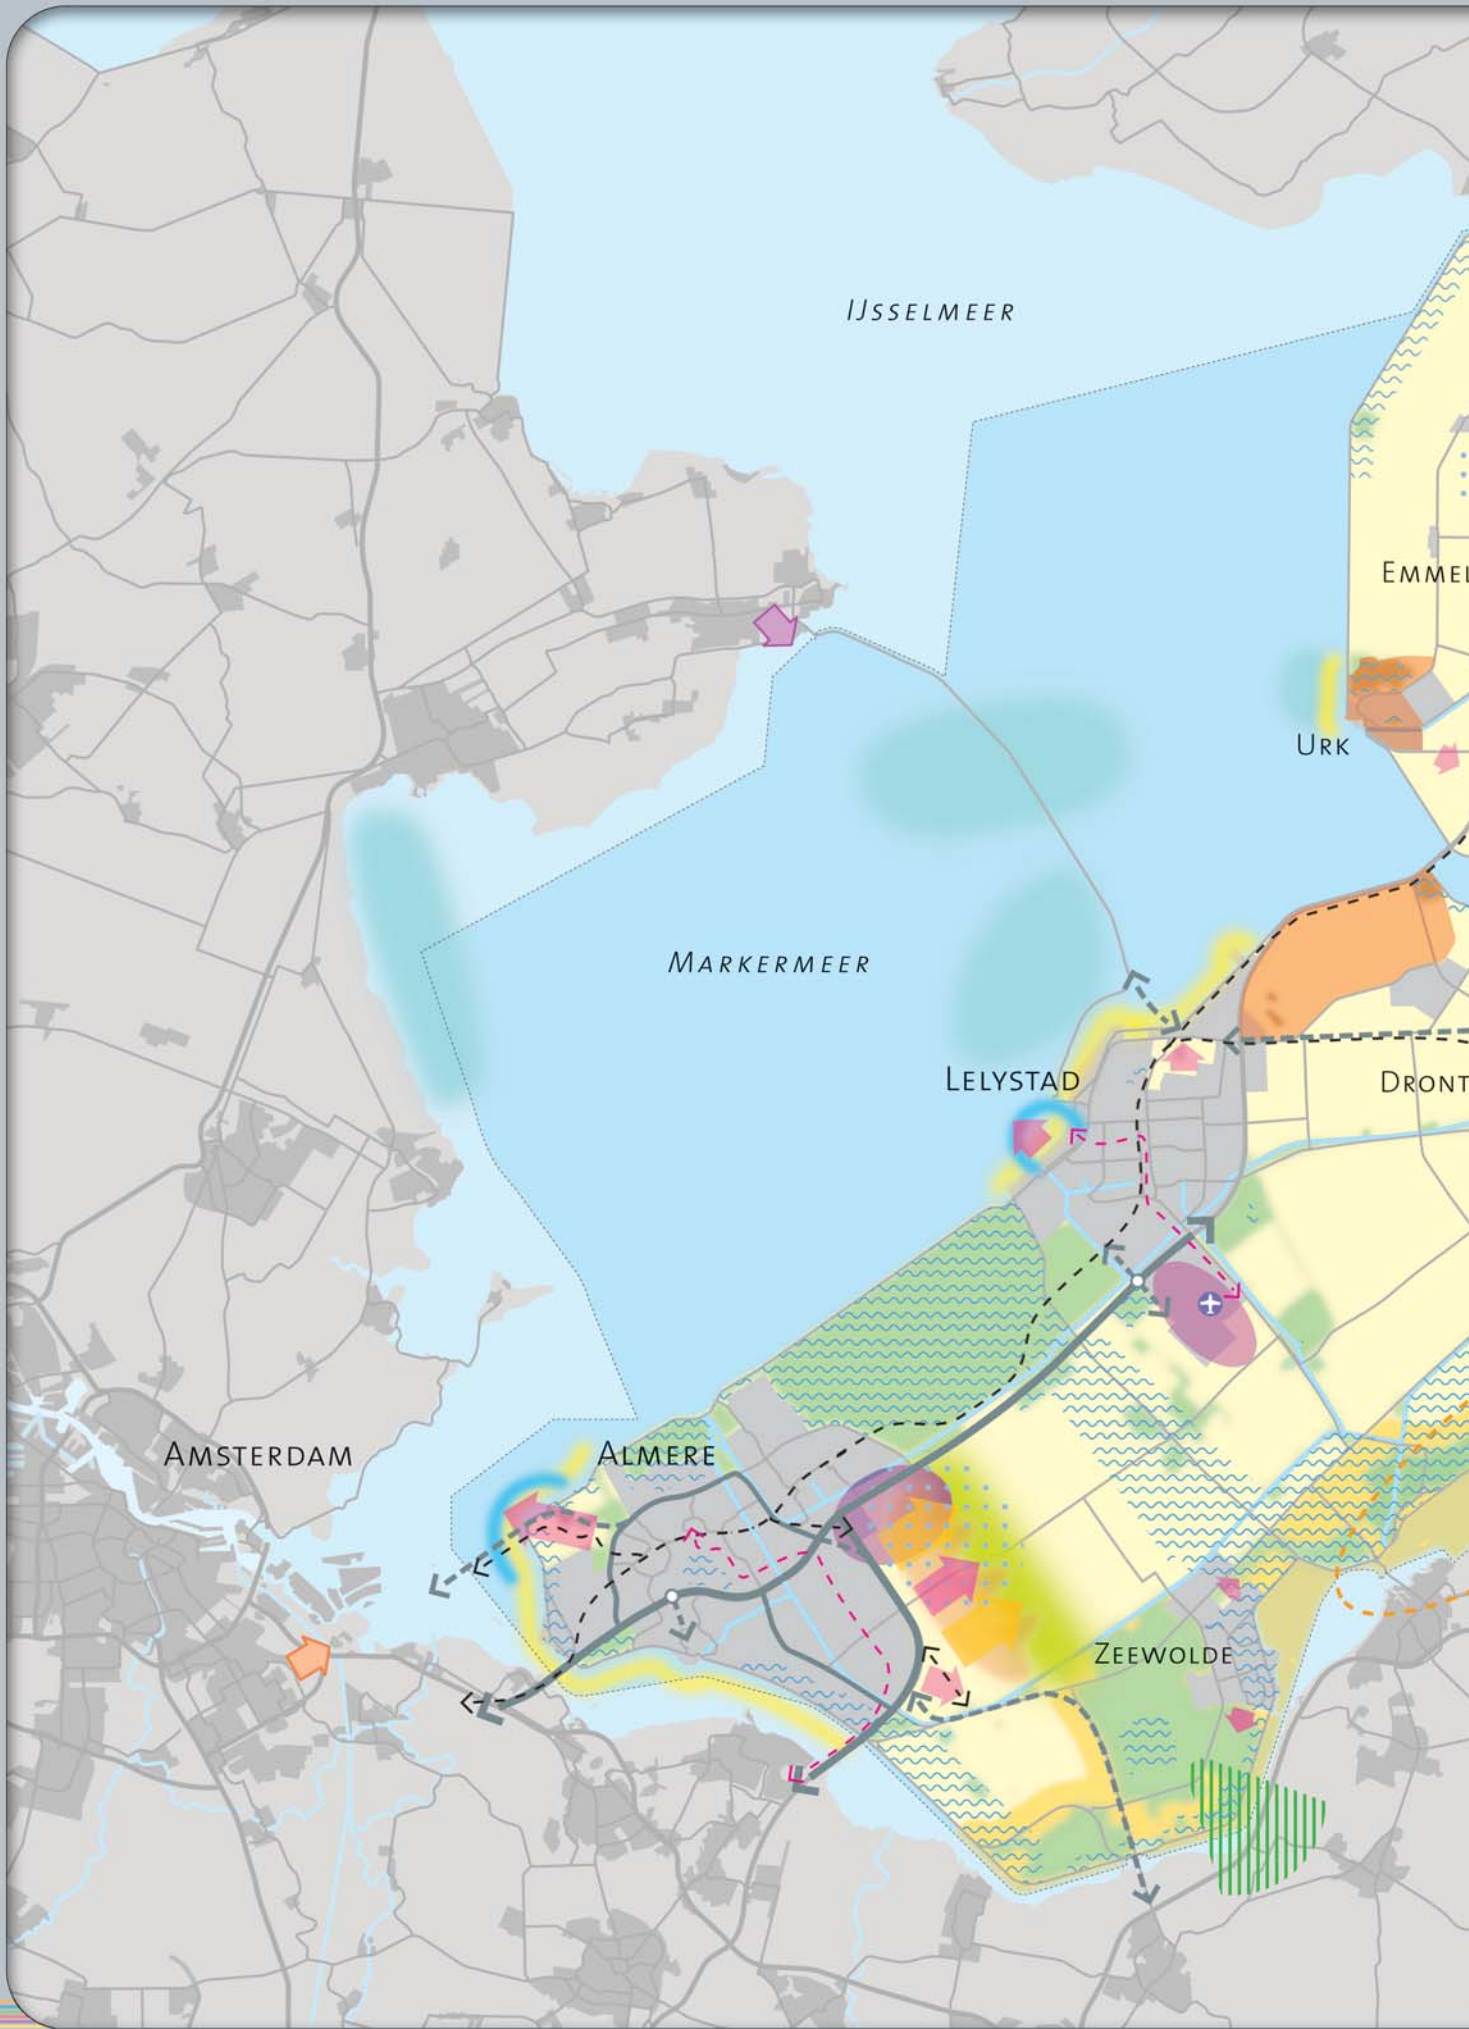 IJSSELMEER
EMMEL
URK
MARKERMEER
LELYSTAD
DRONT
AMSTERDAM
ALMERE
ZEEWOLDE